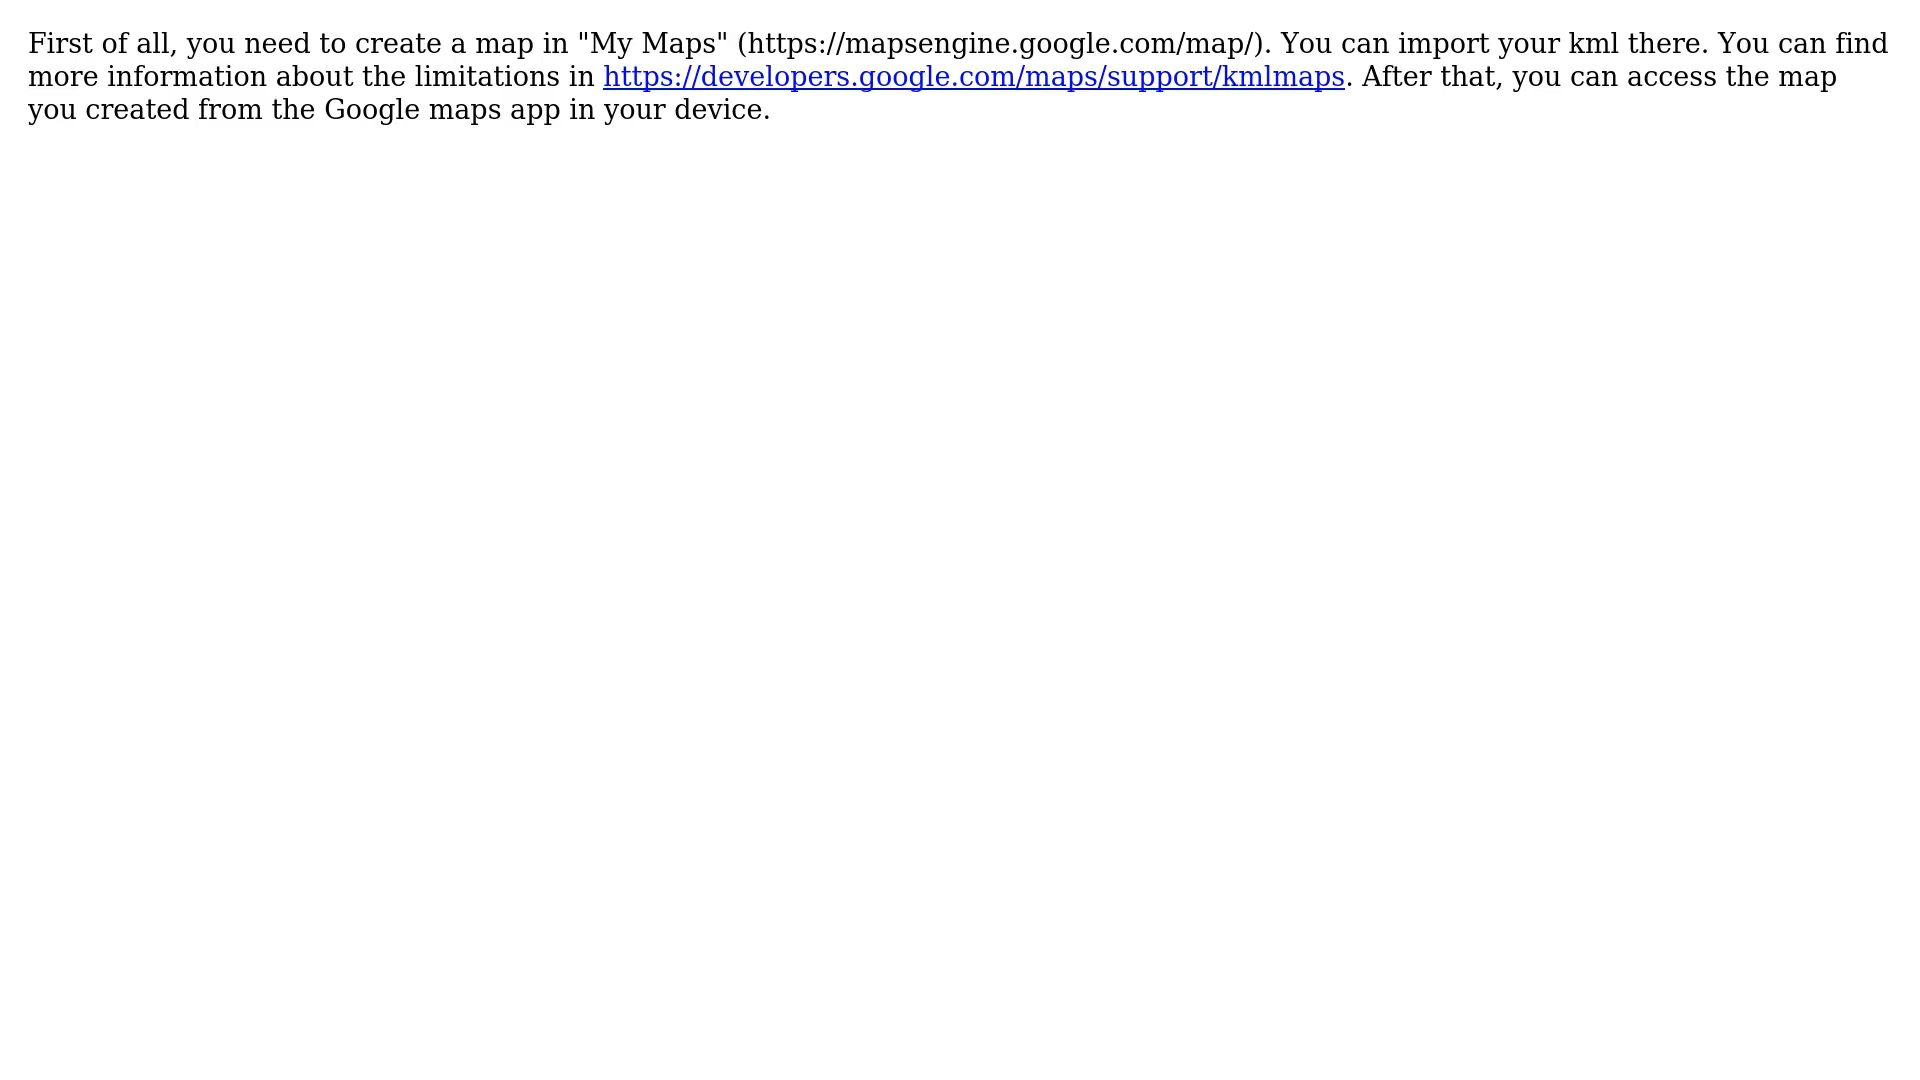 First of all, you need to create a map in "My Maps" (https://mapsengine.google.com/map/). You can import your kml there. You can find
more information about the limitations in https://developers.google.com/maps/support/kmlmaps. After that, you can access the map
you created from the Google maps app in your device.